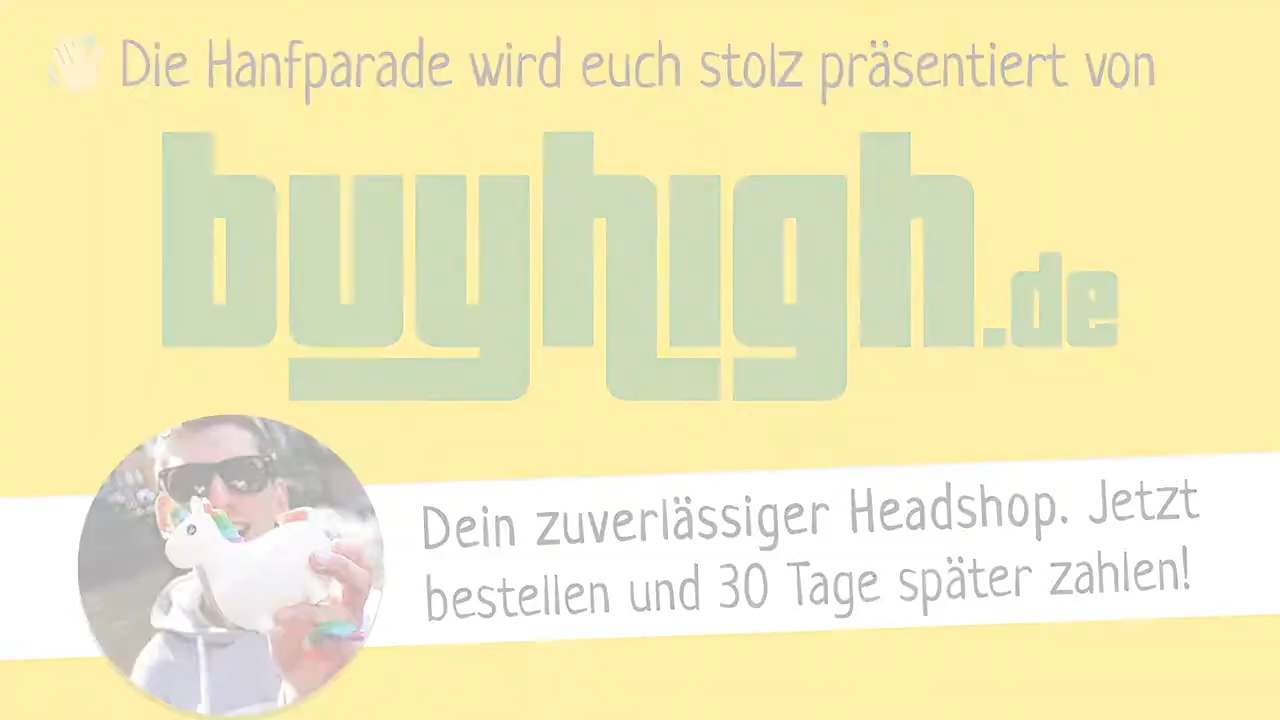 Die Hanfparade wird euch stolz präsentiert von
buyhigh.de
Dein zuverlässiger Headshop. Jetzt
bestellen und 30 Tage später zahlen!